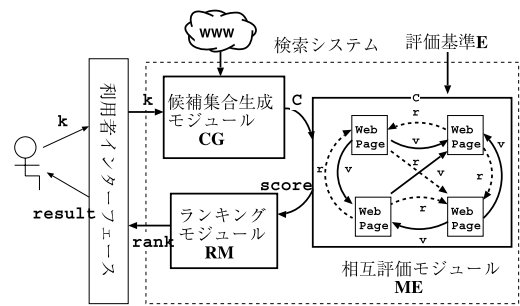 WWW
検索システム
評価基準E
利用者インターフェース
k
k
候補集合生成
モジュール
CG
C
C
r
Web
Page
Web
Page
v
r
v
v
r
v
r
r
Web
Page
Web
Page
v
score
result
rank
ランキング
モジュール
RM
相互評価モジュール
ME